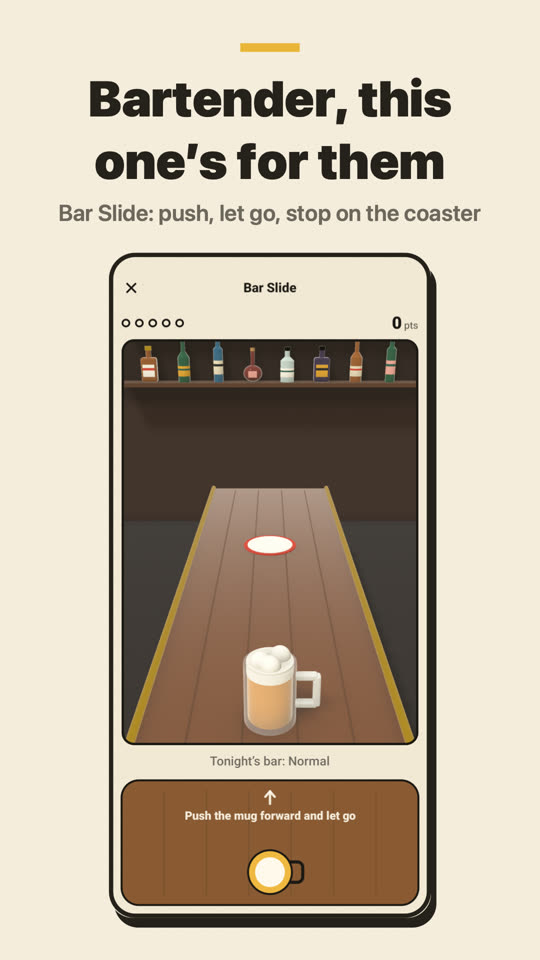 Bartender, this
one’s for them
Bar Slide: push, let go, stop on the coaster
Bar Slide
0 pts
Tonight’s bar: Normal
Push the mug forward and let go